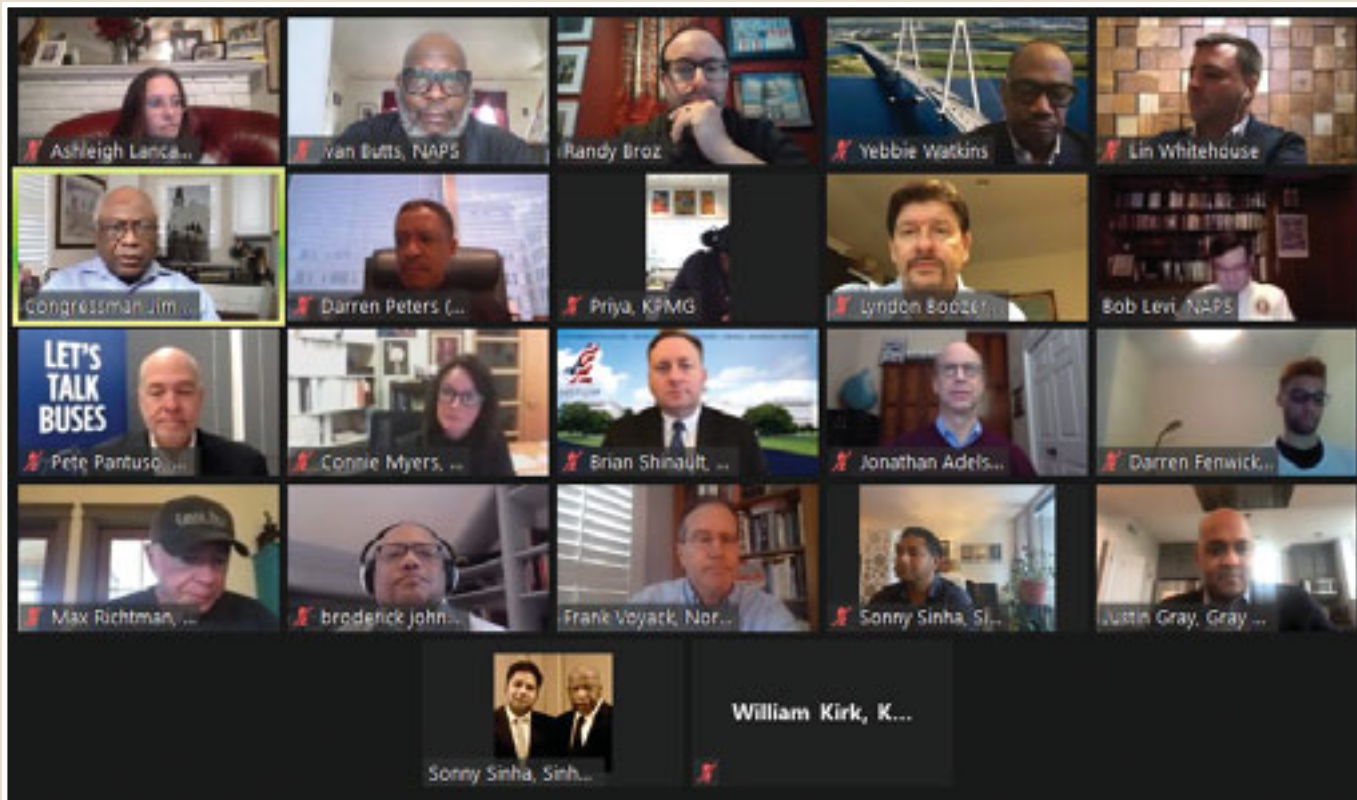 Ashleigh Lanca...
Ivan Butts, NAPS
Randy Broz
Yebbie Watkins
Lin Whitehouse
Congressman Jim ...
Darren Peters (...
Priya, KPMG
Lyndon Boozer, ...
Bob Levi, NAPS
LET'S
TALK
BUSES
Pete Pantuso, ...
Connie Myers, ...
Brian Shinault, ...
Jonathan Adels...
Darren Fenwick...
Max Richtman, ...
broderick john...
Frank Voyack, Nor...
Sonny Sinha, Si...
Justin Gray, Gray ...
Sonny Sinha, Sinh...
William Kirk, K...